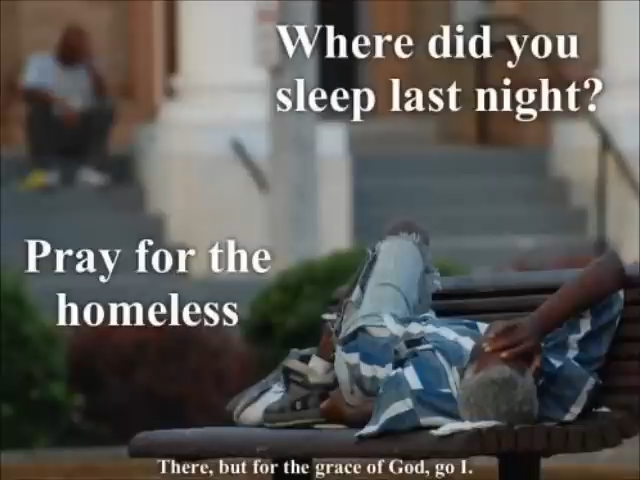 Where did you
sleep last night?
Pray for the
homeless
There, but for the grace of God, go I.